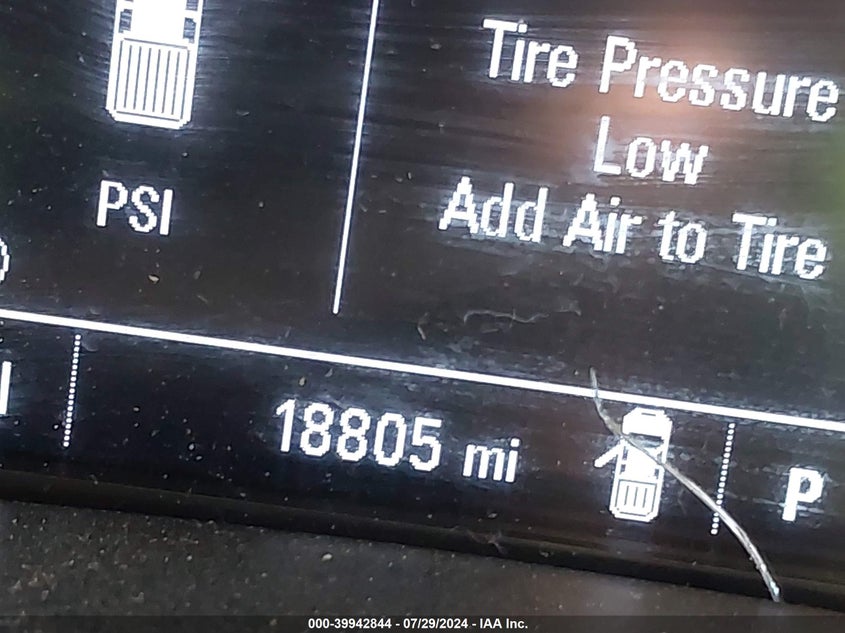 Tire Pressure
Low
Add Air to Tire
PSI
18805 mi
P
000-39942844 - 07/29/2024 - IAA Inc.